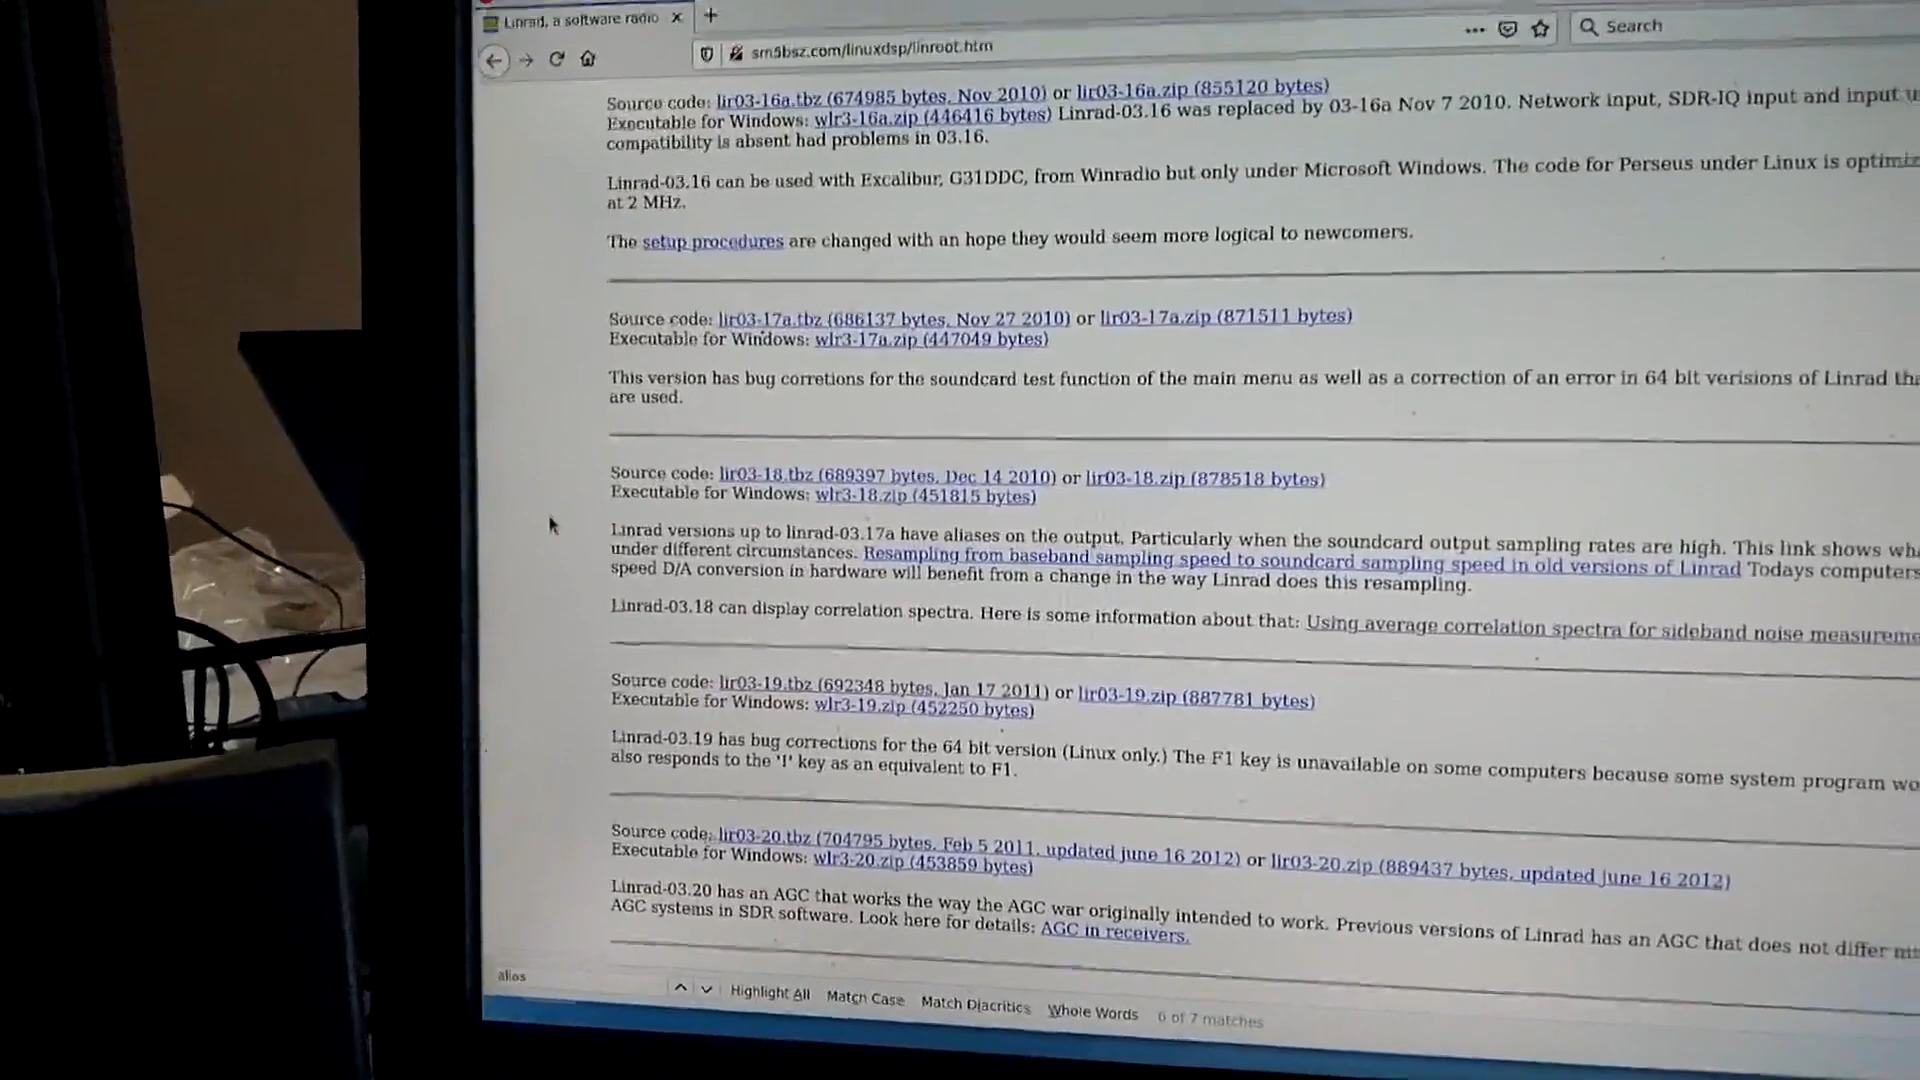 Linrad, a software radio
sm5bsz.com/linuxdsp/linroot.htm
Search
Source code: lir03-16a.tbz (674985 bytes, Nov 2010) or lir03-16a.zip (855120 bytes)
Executable for Windows: wlr3-16a.zip (446416 bytes) Linrad-03.16 was replaced by 03-16a Nov 7 2010. Network input, SDR-IQ input and input
compatibility is absent had problems in 03.16.
Linrad-03.16 can be used with Excalibur, G31DDC, from Winradio but only under Microsoft Windows. The code for Perseus under Linux is optimiz
at 2 MHz.
The setup procedures are changed with an hope they would seem more logical to newcomers.
Source code: lir03-17a.tbz (686137 bytes, Nov 27 2010) or lir03-17a.zip (871511 bytes)
Executable for Windows: wlr3-17a.zip (447049 bytes)
This version has bug corretions for the soundcard test function of the main menu as well as a correction of an error in 64 bit verisions of Linrad tha
are used.
Source code: lir03-18.tbz (689397 bytes, Dec 14 2010) or lir03-18.zip (878518 bytes)
Executable for Windows: wlr3-18.zip (451815 bytes)
Linrad versions up to linrad-03.17a have aliases on the output. Particularly when the soundcard output sampling rates are high. This link shows wh
under different circumstances. Resampling from baseband sampling speed to soundcard sampling speed in old versions of Linrad Todays computers
speed D/A conversion in hardware will benefit from a change in the way Linrad does this resampling.
Linrad-03.18 can display correlation spectra. Here is some information about that: Using average correlation spectra for sideband noise measureme
Source code: lir03-19.tbz (692348 bytes, Jan 17 2011) or lir03-19.zip (887781 bytes)
Executable for Windows: wlr3-19.zip (452250 bytes)
Linrad-03.19 has bug corrections for the 64 bit version (Linux only.) The F1 key is unavailable on some computers because some system program wo
also responds to the '!' key as an equivalent to F1.
Source code: lir03-20.tbz (704795 bytes, Feb 5 2011, updated june 16 2012) or lir03-20.zip (889437 bytes, updated june 16 2012)
Executable for Windows: wlr3-20.zip (453859 bytes)
Linrad-03.20 has an AGC that works the way the AGC war originally intended to work. Previous versions of Linrad has an AGC that does not differ
AGC systems in SDR software. Look here for details: AGC in receivers.
alias
Highlight All Match Case Match Diacritics Whole Words 6 of 7 matches